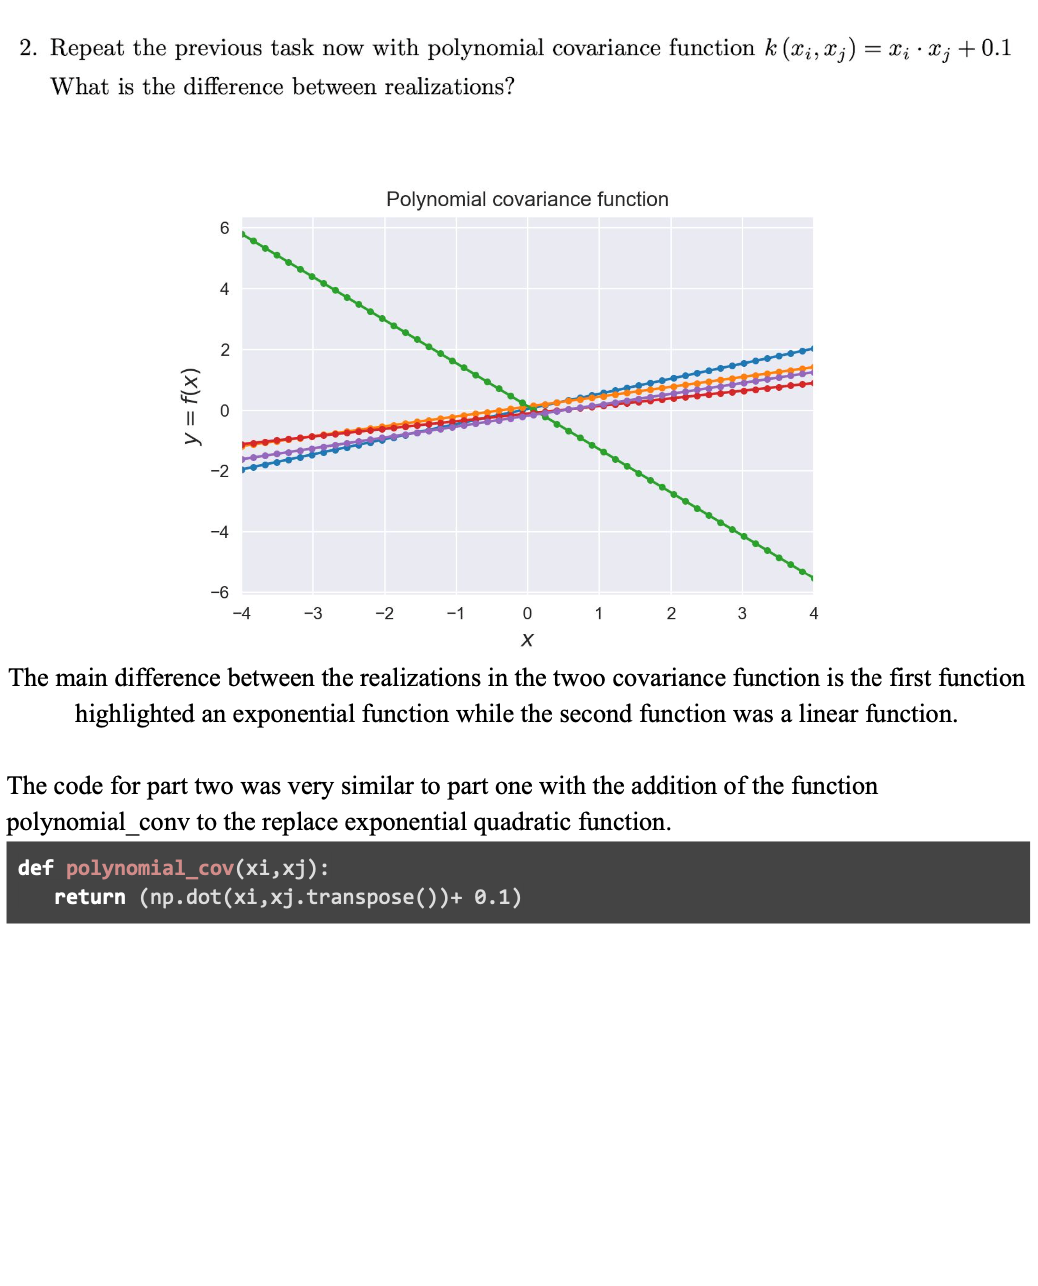 2. Repeat the previous task now with polynomial covariance function k (x_i, x_j) = x_i · x_j + 0.1
What is the difference between realizations?
Polynomial covariance function
6
4
2
0
−2
−4
−6
y = f(x)
−4 −3 −2 −1 0 1 2 3 4
x
The main difference between the realizations in the twoo covariance function is the first function
highlighted an exponential function while the second function was a linear function.
The code for part two was very similar to part one with the addition of the function
polynomial_conv to the replace exponential quadratic function.
def polynomial_cov(xi,xj):
return (np.dot(xi,xj.transpose())+ 0.1)